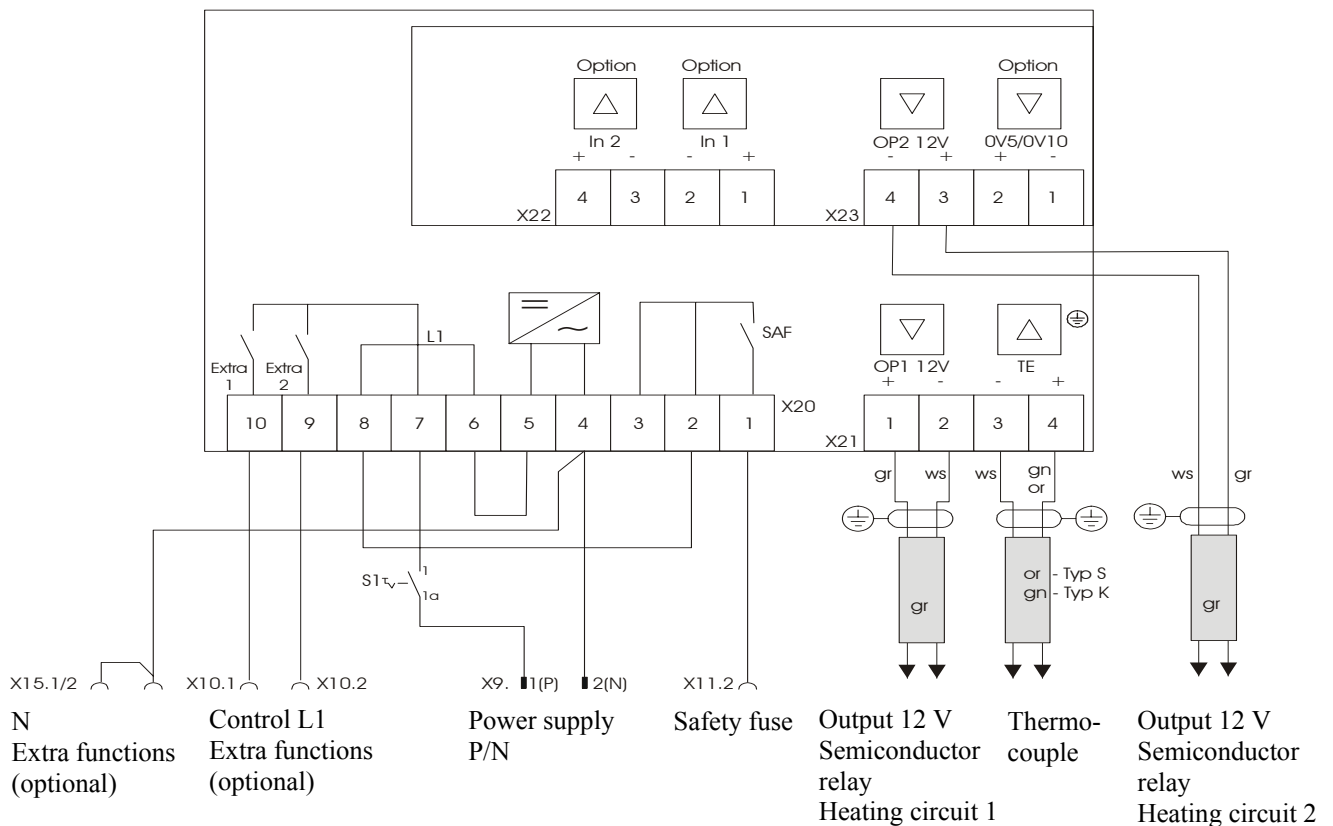 Option Option Option
In 2 In 1 OP2 12V 0V5/0V10
+ - - + - + + -
X22 4 3 2 1 X23 4 3 2 1
L1 SAF
Extra 1 Extra 2 OP1 12V TE
+ - - +
10 9 8 7 6 5 4 3 2 1 X20
X21 1 2 3 4
gr ws ws gn or ws gr
S1 1 1a
or - Typ S
gn - Typ K
gr gr
X15.1/2 X10.1 X10.2 X9. 1(P) 2(N) X11.2
N
Extra functions
(optional)
Control L1
Extra functions
(optional)
Power supply
P/N
Safety fuse
Output 12 V
Semiconductor
relay
Heating circuit 1
Thermo-
couple
Output 12 V
Semiconductor
relay
Heating circuit 2